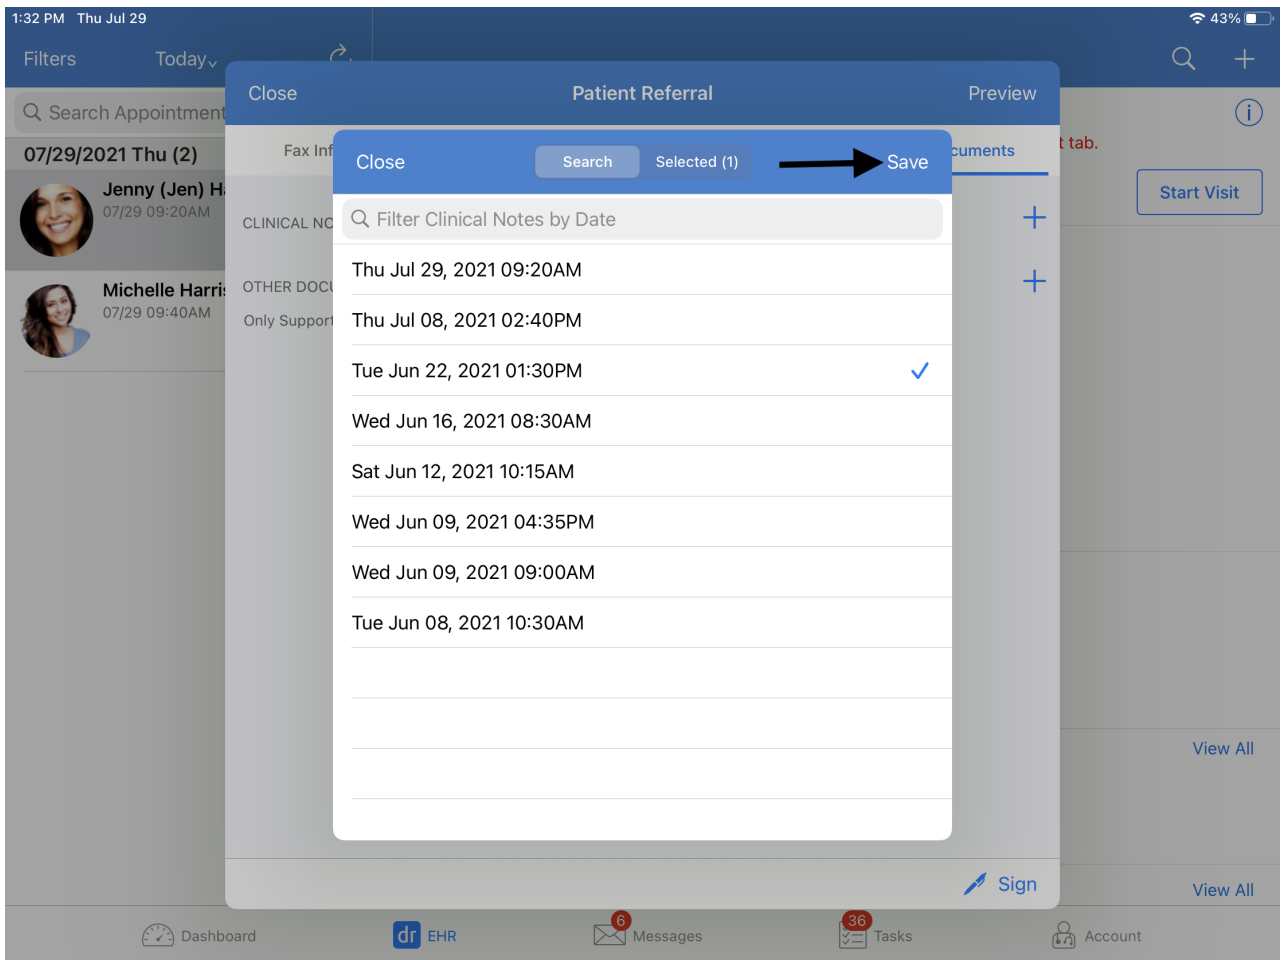 1:32 PM Thu Jul 29
43%
Filters
Today
Search Appointment
07/29/2021 Thu (2)
Jenny (Jen) Ha
07/29 09:20AM
Michelle Harris
07/29 09:40AM
Close
Patient Referral
Preview
Fax Inf
cuments
t tab.
Start Visit
CLINICAL NO
OTHER DOCU
Only Support
Close
Search
Selected (1)
Save
Filter Clinical Notes by Date
Thu Jul 29, 2021 09:20AM
Thu Jul 08, 2021 02:40PM
Tue Jun 22, 2021 01:30PM
Wed Jun 16, 2021 08:30AM
Sat Jun 12, 2021 10:15AM
Wed Jun 09, 2021 04:35PM
Wed Jun 09, 2021 09:00AM
Tue Jun 08, 2021 10:30AM
View All
Sign
View All
Dashboard
dr EHR
6
Messages
36
Tasks
Account